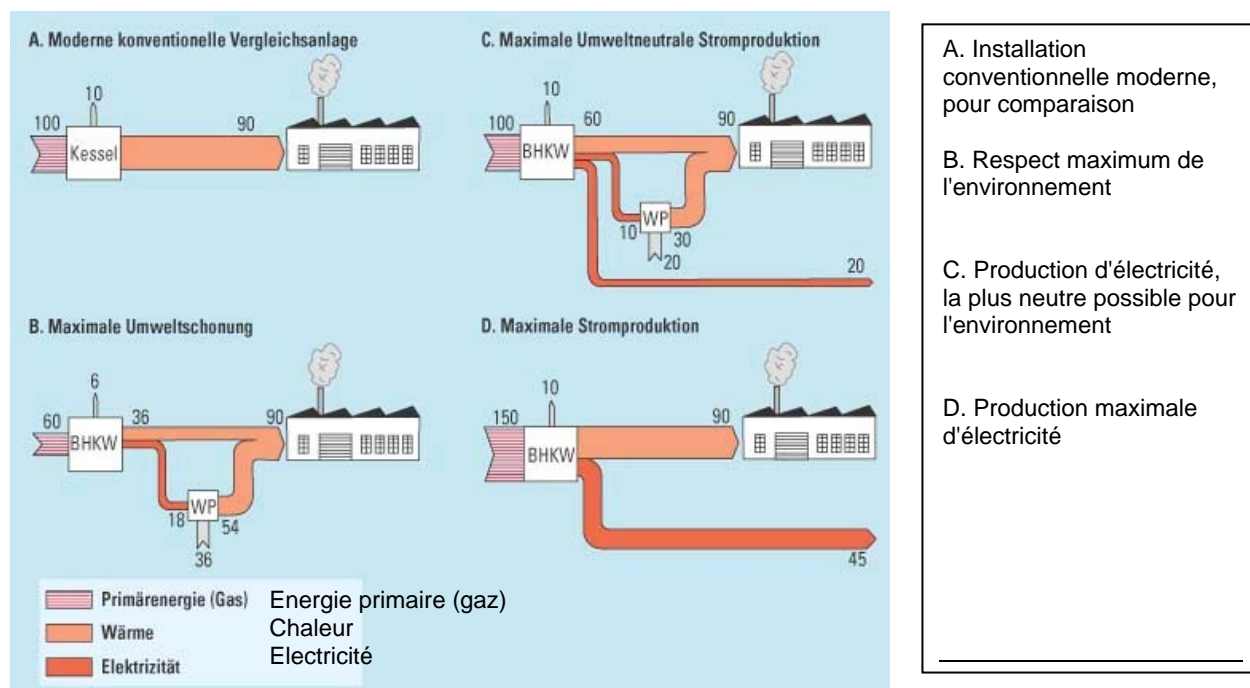 A. Moderne konventionelle Vergleichsanlage
10
100
90
Kessel
C. Maximale Umweltneutrale Stromproduktion
10
100
60
90
BHKW
WP
10
30
20
20
B. Maximale Umweltschonung
6
60
36
90
BHKW
WP
18
54
36
D. Maximale Stromproduktion
10
150
90
BHKW
45
Primärenergie (Gas) Energie primaire (gaz)
Wärme Chaleur
Elektrizität Electricité
A. Installation
conventionnelle moderne,
pour comparaison
B. Respect maximum de
l'environnement
C. Production d'électricité,
la plus neutre possible pour
l'environnement
D. Production maximale
d'électricité